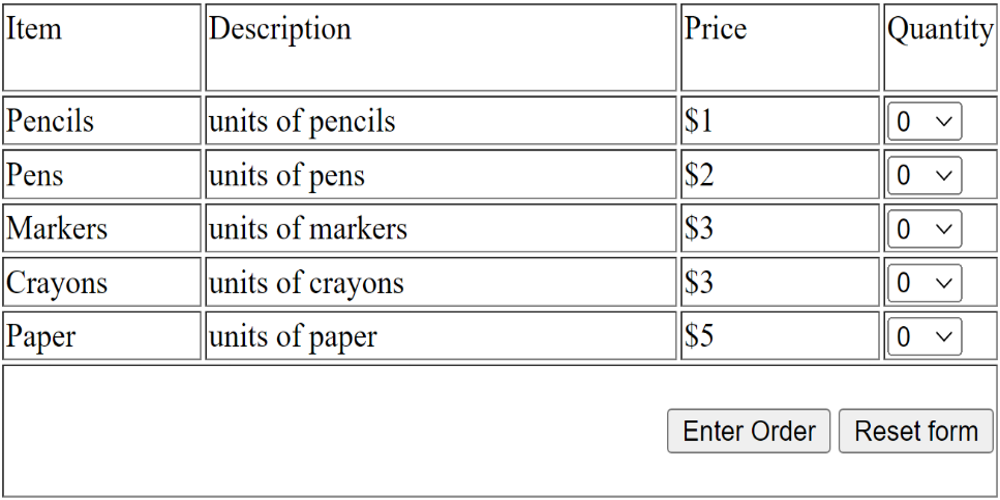 Item Description Price Quantity
Pencils units of pencils $1 0
Pens units of pens $2 0
Markers units of markers $3 0
Crayons units of crayons $3 0
Paper units of paper $5 0
Enter Order Reset form